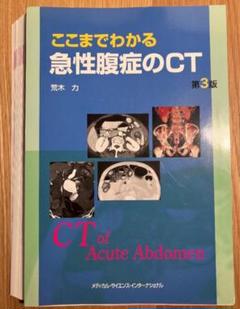 ここまでわかる
急性腹症のCT
第3版
荒木 力
CT of
Acute Abdomen
メディカル・サイエンス・インターナショナル